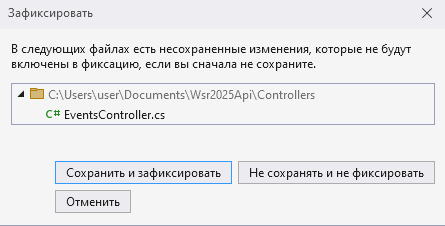 Зафиксировать
В следующих файлах есть несохраненные изменения, которые не будут
включены в фиксацию, если вы сначала не сохраните.
C:\Users\user\Documents\Wsr2025Api\Controllers
C# EventsController.cs
Сохранить и зафиксировать
Не сохранять и не фиксировать
Отменить